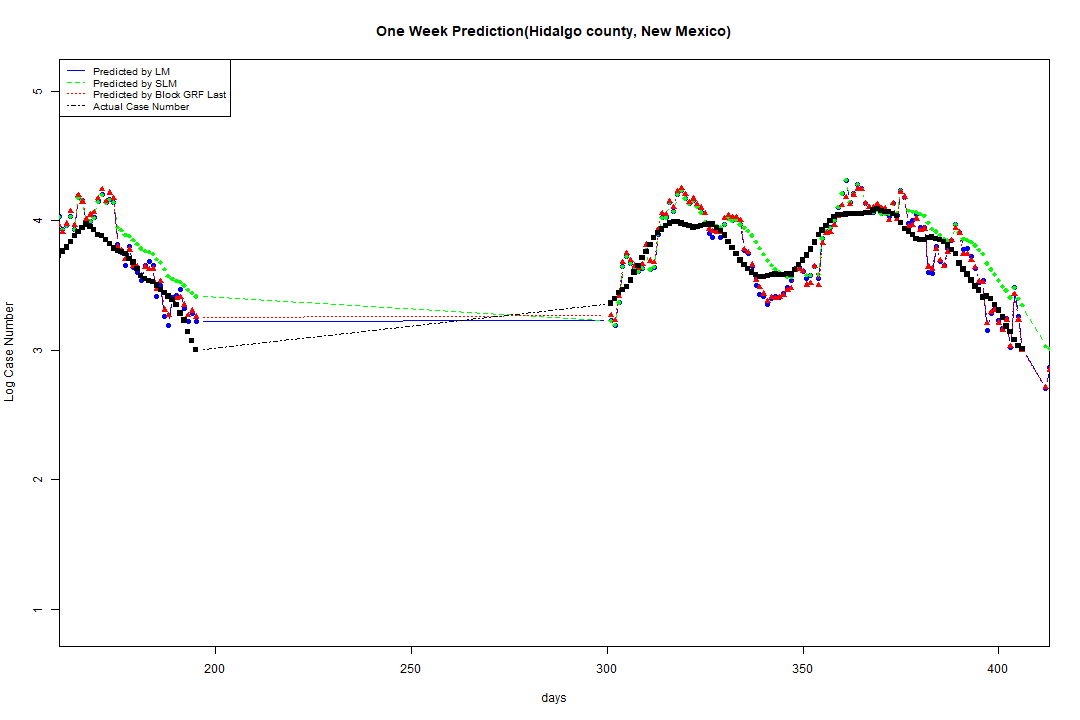 One Week Prediction(Hidalgo county, New Mexico)
Predicted by LM
Predicted by SLM
Predicted by Block GRF Last
Actual Case Number
5
4
3
2
1
Log Case Number
200
250
300
350
400
days